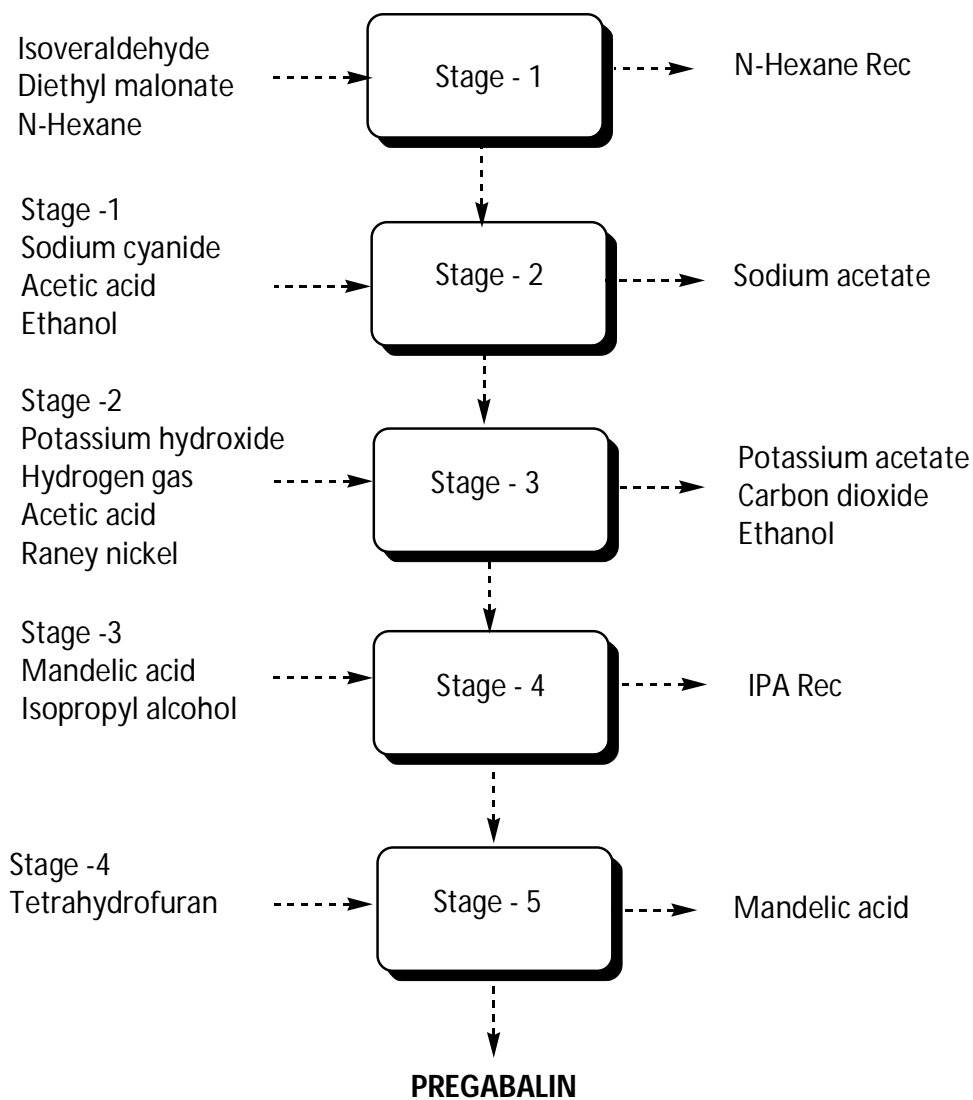 Isoveraldehyde
Diethyl malonate
N-Hexane
Stage - 1
N-Hexane Rec
Stage -1
Sodium cyanide
Acetic acid
Ethanol
Stage - 2
Sodium acetate
Stage -2
Potassium hydroxide
Hydrogen gas
Acetic acid
Raney nickel
Stage - 3
Potassium acetate
Carbon dioxide
Ethanol
Stage -3
Mandelic acid
Isopropyl alcohol
Stage - 4
IPA Rec
Stage -4
Tetrahydrofuran
Stage - 5
Mandelic acid
PREGABALIN